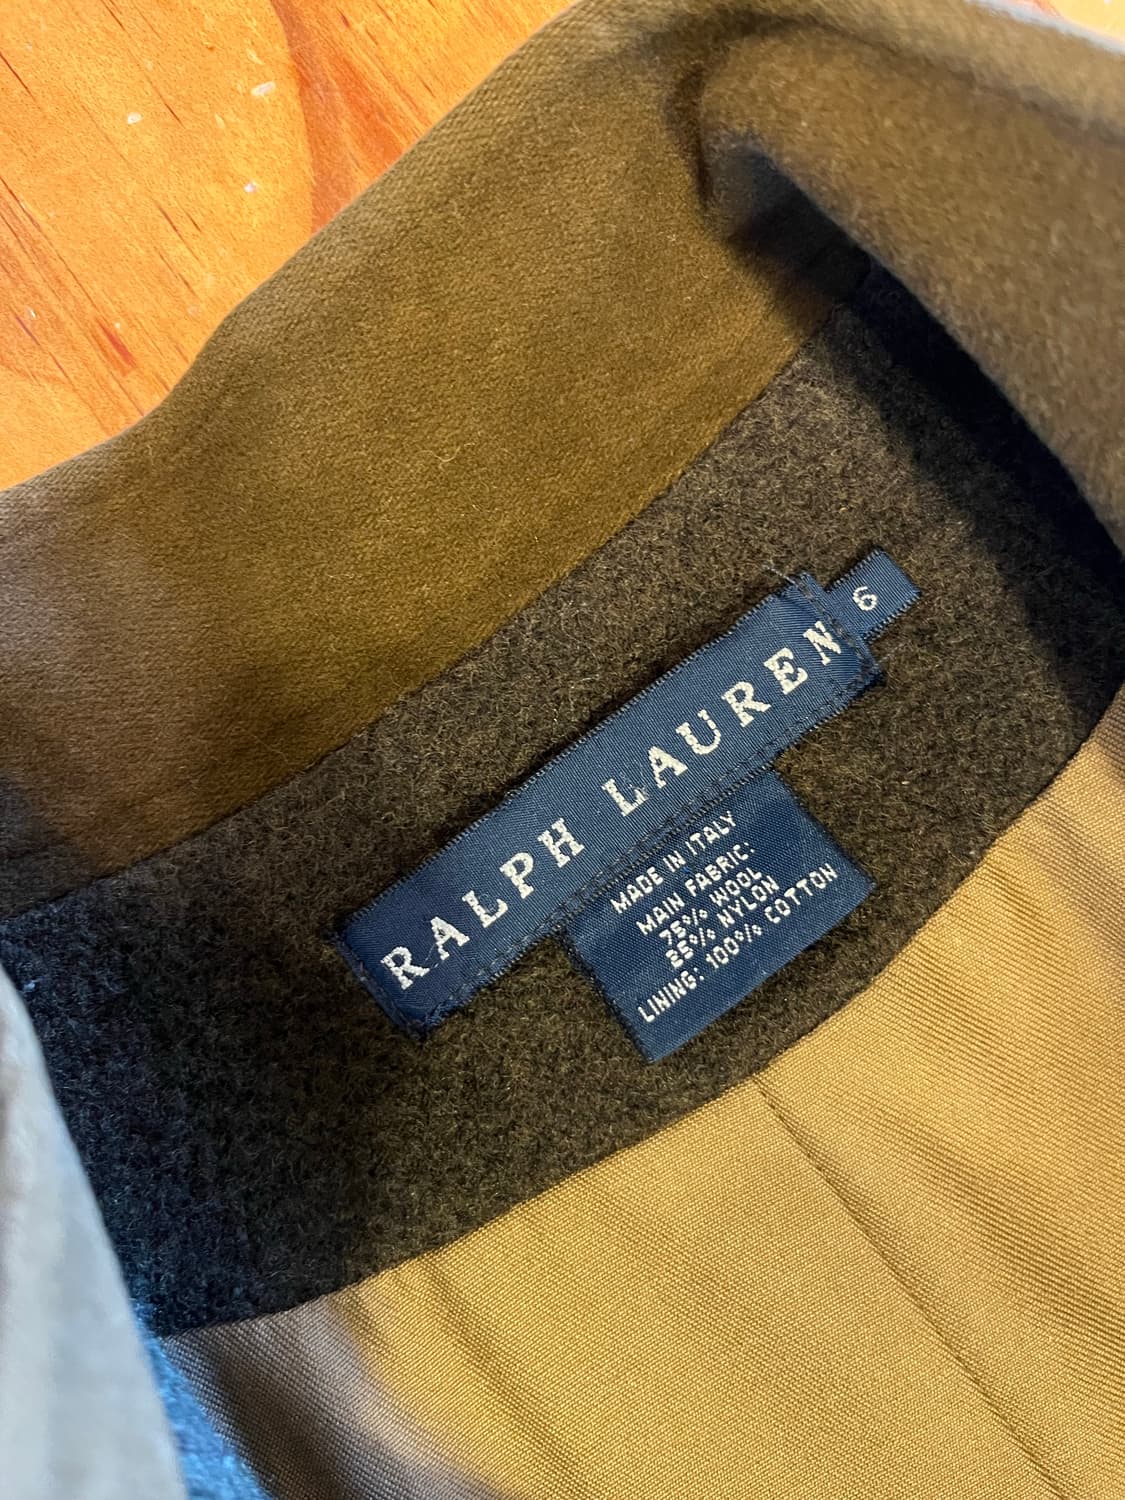 RALPH LAUREN
6
MADE IN ITALY
MAIN FABRIC:
75% WOOL
25% NYLON
LINING: 100% COTTON